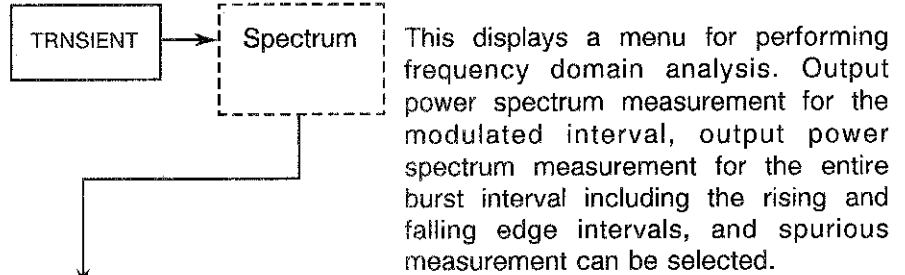 TRNSIENT
Spectrum
This displays a menu for performing
frequency domain analysis. Output
power spectrum measurement for the
modulated interval, output power
spectrum measurement for the entire
burst interval including the rising and
falling edge intervals, and spurious
measurement can be selected.